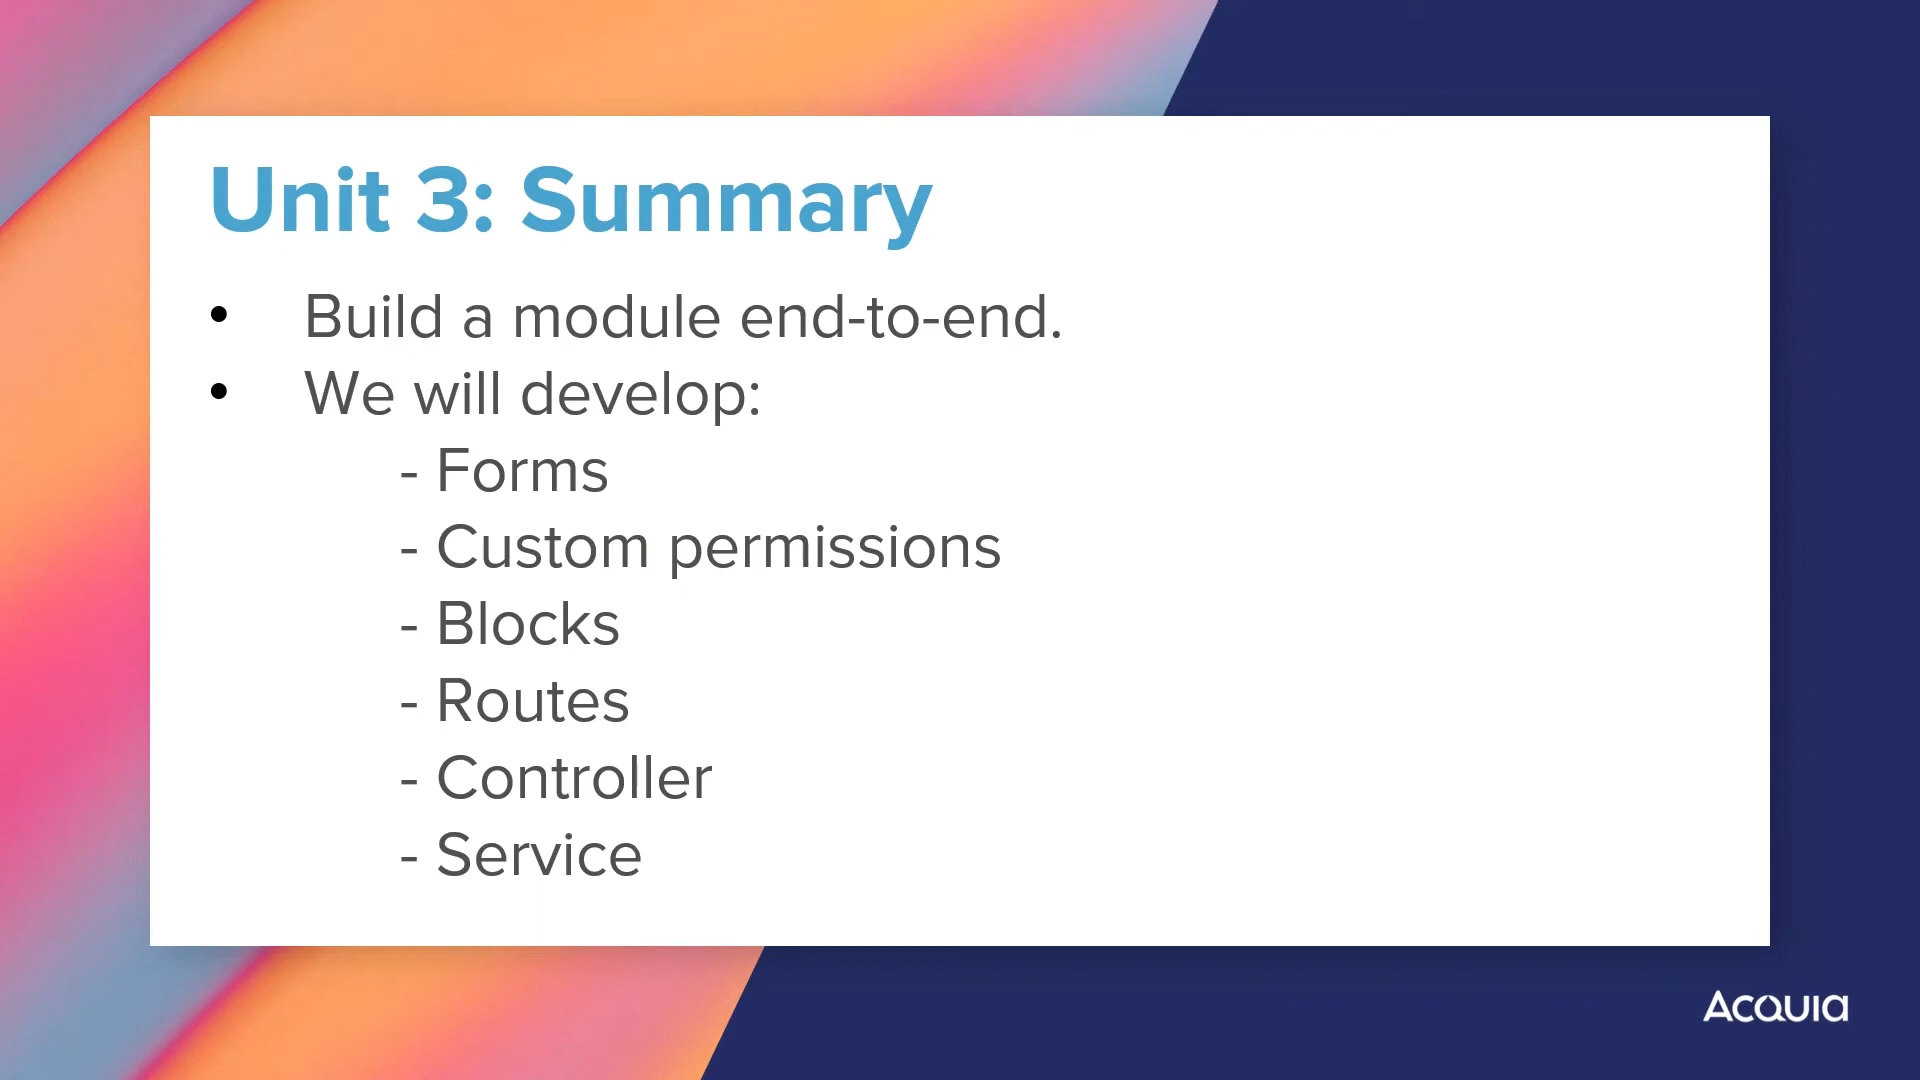 Unit 3: Summary
• Build a module end-to-end.
• We will develop:
- Forms
- Custom permissions
- Blocks
- Routes
- Controller
- Service
Acquia